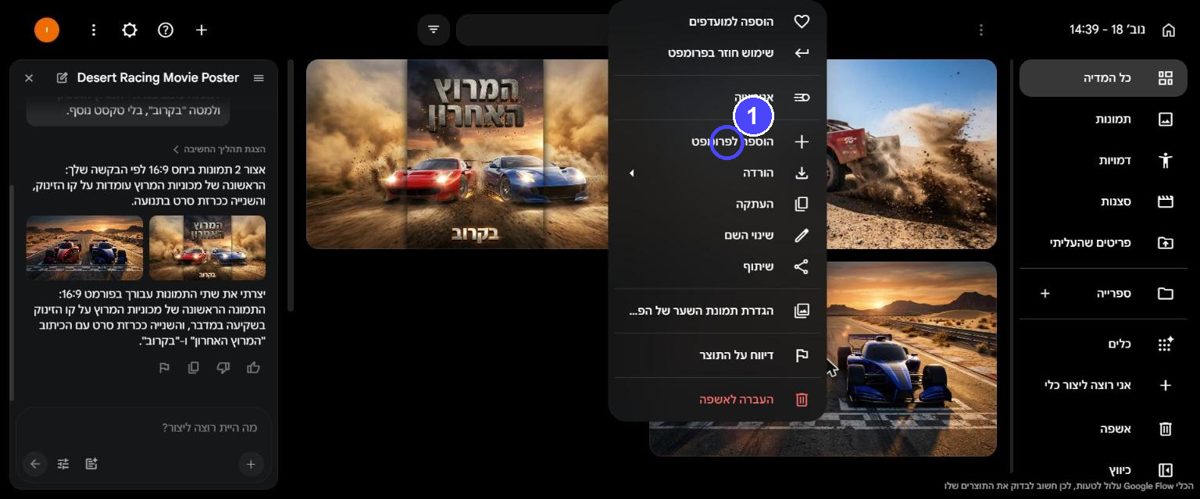 נוב׳ 18 - 14:39
כל המדיה
תמונות
דמויות
סצנות
פריטים שהעליתי
ספרייה
כלים
אני רוצה ליצור כלי
אשפה
כיווץ
הכלי Google Flow עלול לטעות, לכן חשוב לבדוק את התוצרים שלו
הוספה למועדפים
שימוש חוזר בפרומפט
1
הוספה לפרומפט
הורדה
העתקה
שינוי השם
שיתוף
הגדרת תמונת השער של הפ...
דיווח על התוצר
העברה לאשפה
המרוץ
האחרון
בקרוב
Desert Racing Movie Poster
ולמטה "בקרוב", בלי טקסט נוסף.
הצגת תהליך החשיבה
אצור 2 תמונות ביחס 16:9 לפי הבקשה שלך:
הראשונה של מכוניות המרוץ עומדות על קו הזינוק,
והשנייה ככרזת סרט בתנועה.
המרוץ
האחרון
בקרוב
יצרתי את שתי התמונות עבורך בפורמט 16:9:
התמונה הראשונה של מכוניות המרוץ על קו הזינוק
בשקיעה במדבר, והשנייה ככרזת סרט עם הכיתוב
"המרוץ האחרון" ו-"בקרוב".
מה היית רוצה ליצור?